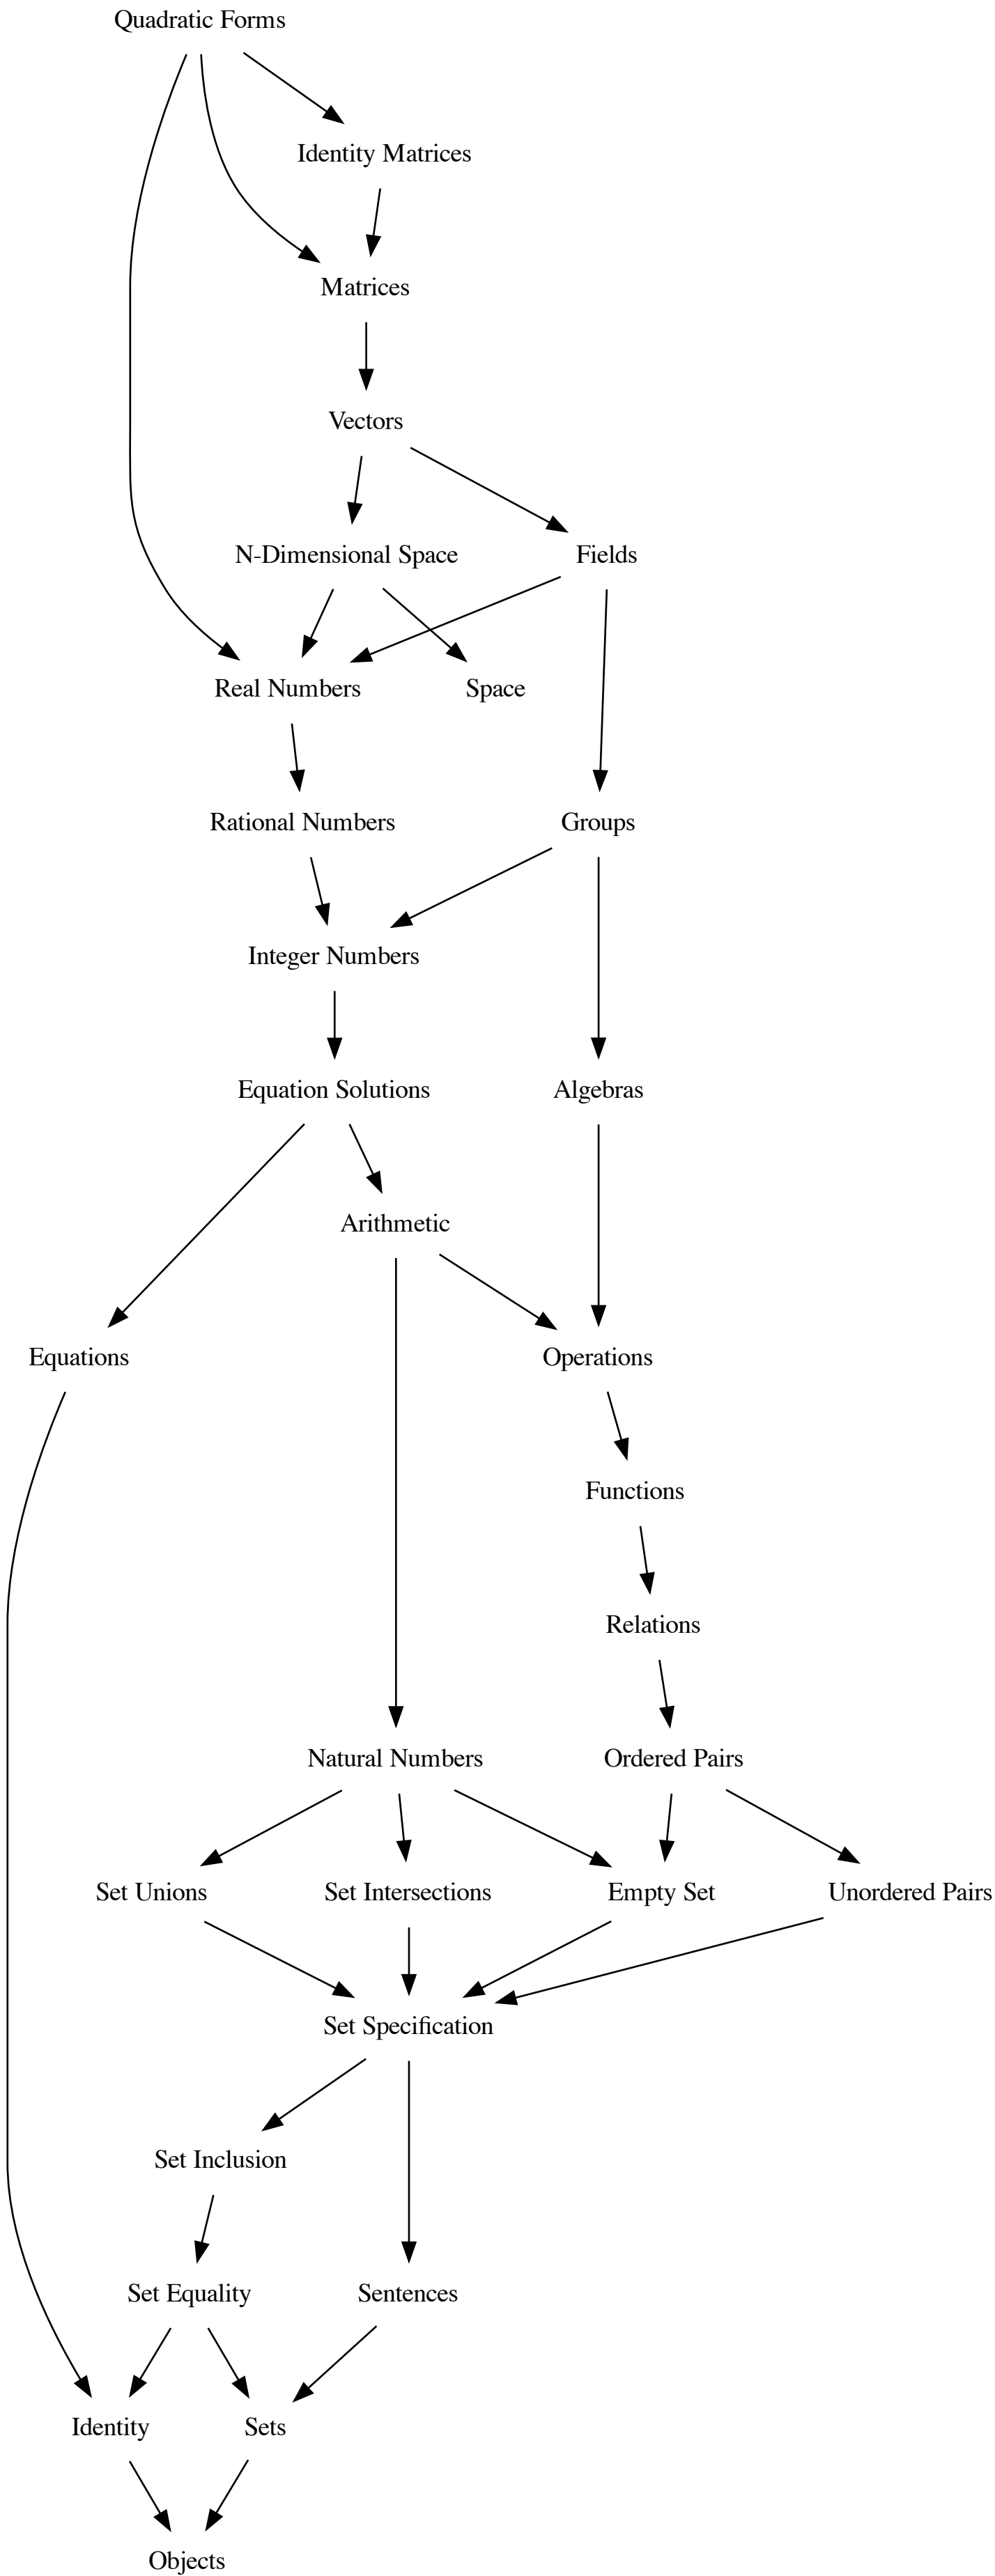 Quadratic Forms
Identity Matrices
Matrices
Vectors
N-Dimensional Space
Fields
Real Numbers
Space
Rational Numbers
Groups
Integer Numbers
Equation Solutions
Algebras
Arithmetic
Equations
Operations
Functions
Relations
Natural Numbers
Ordered Pairs
Set Unions
Set Intersections
Empty Set
Unordered Pairs
Set Specification
Set Inclusion
Set Equality
Sentences
Identity
Sets
Objects